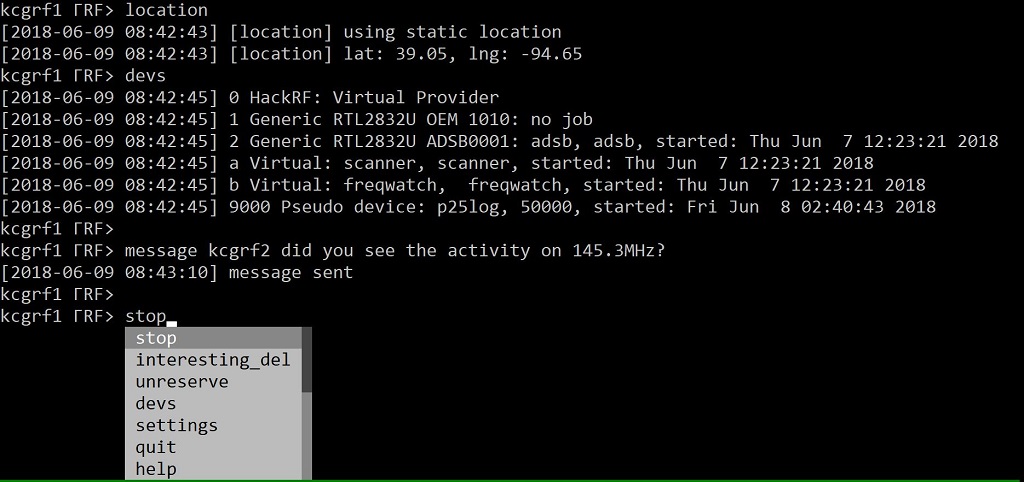 kcgrf1 ΓRF> location
[2018-06-09 08:42:43] [location] using static location
[2018-06-09 08:42:43] [location] lat: 39.05, lng: -94.65
kcgrf1 ΓRF> devs
[2018-06-09 08:42:45] 0 HackRF: Virtual Provider
[2018-06-09 08:42:45] 1 Generic RTL2832U OEM 1010: no job
[2018-06-09 08:42:45] 2 Generic RTL2832U ADSB0001: adsb, adsb, started: Thu Jun  7 12:23:21 2018
[2018-06-09 08:42:45] a Virtual: scanner, scanner, started: Thu Jun  7 12:23:21 2018
[2018-06-09 08:42:45] b Virtual: freqwatch,  freqwatch, started: Thu Jun  7 12:23:21 2018
[2018-06-09 08:42:45] 9000 Pseudo device: p25log, 50000, started: Fri Jun  8 02:40:43 2018
kcgrf1 ΓRF>
kcgrf1 ΓRF> message kcgrf2 did you see the activity on 145.3MHz?
[2018-06-09 08:43:10] message sent
kcgrf1 ΓRF>
kcgrf1 ΓRF> stop_
stop
interesting_del
unreserve
devs
settings
quit
help